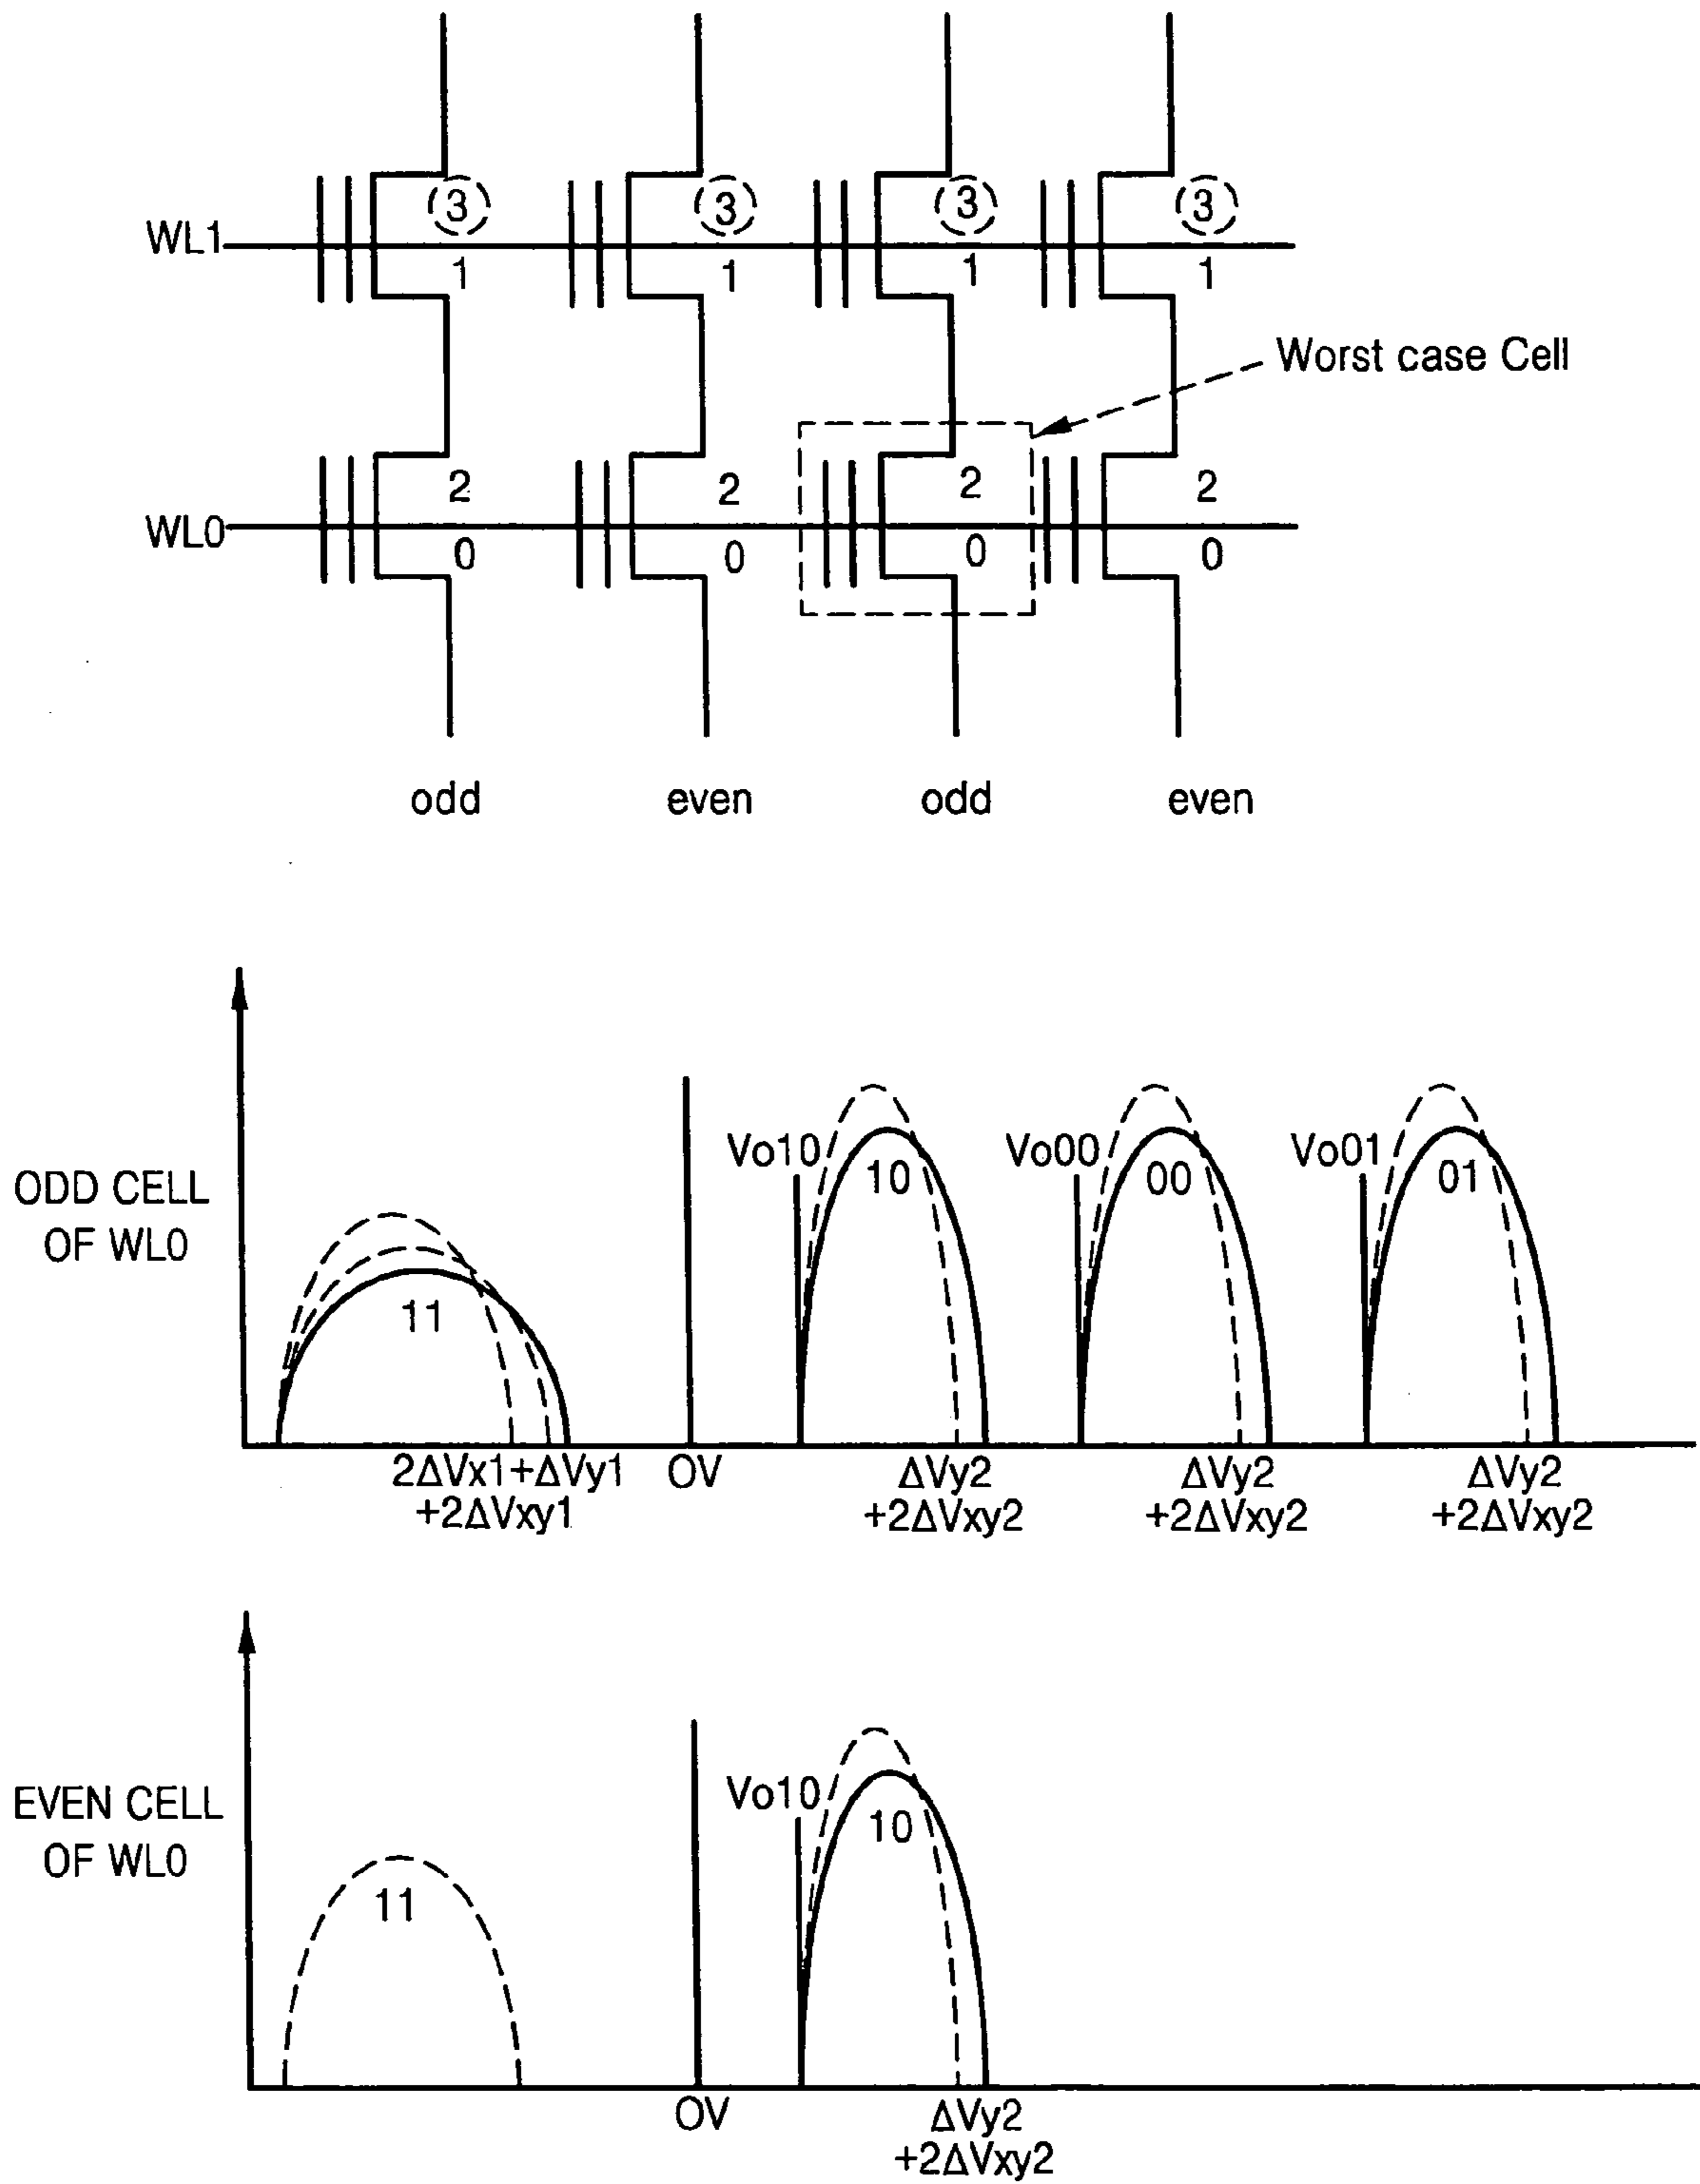 3 3 3 3
WL1
1 1 1 1
Worst case Cell
2 2 2 2
WL0
0 0 0 0
odd even odd even
Vo10 Vo00 Vo01
10 00 01
ODD CELL
OF WL0
11
2ΔVx1+ΔVy1 OV ΔVy2 ΔVy2 ΔVy2
+2ΔVxy1 +2ΔVxy2 +2ΔVxy2 +2ΔVxy2
Vo10
10
EVEN CELL
OF WL0
11
OV ΔVy2
+2ΔVxy2